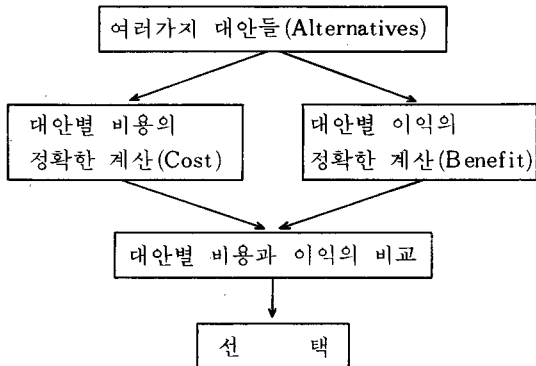 여러가지 대안들(Alternatives)
대안별 비용의
정확한 계산(Cost)
대안별 이익의
정확한 계산(Benefit)
대안별 비용과 이익의 비교
선 택